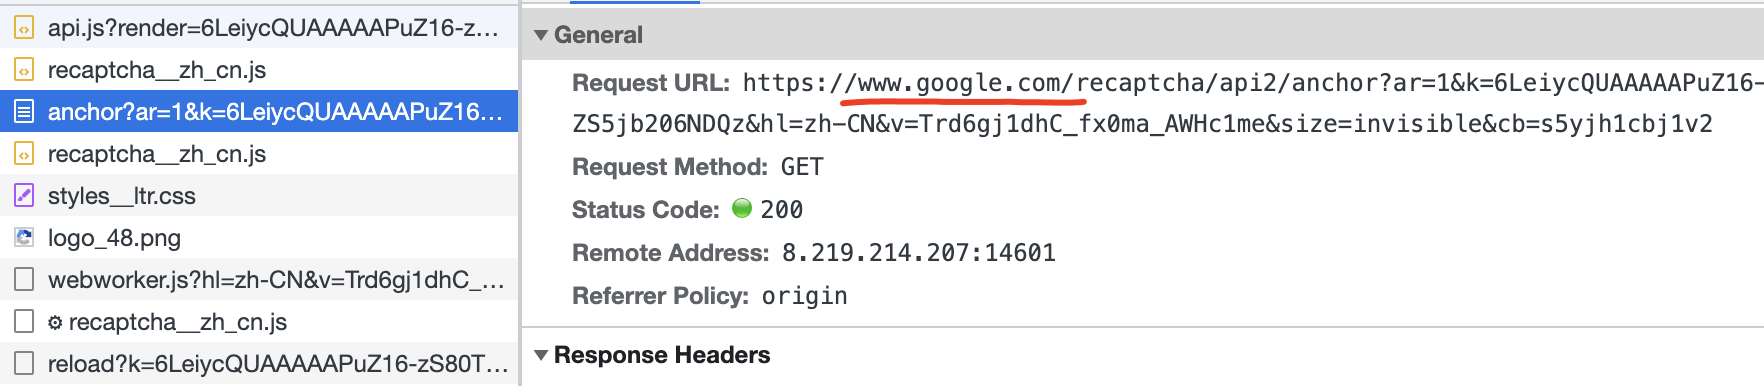 api.js?render=6LeiycQUAAAAAPuZ16-z...
recaptcha__zh_cn.js
anchor?ar=1&k=6LeiycQUAAAAAPuZ16...
recaptcha__zh_cn.js
styles__ltr.css
logo_48.png
webworker.js?hl=zh-CN&v=Trd6gj1dhC_...
recaptcha__zh_cn.js
reload?k=6LeiycQUAAAAAPuZ16-zS80T...
General
Request URL: https://www.google.com/recaptcha/api2/anchor?ar=1&k=6LeiycQUAAAAAPuZ16-
ZS5jb206NDQz&hl=zh-CN&v=Trd6gj1dhC_fx0ma_AWHc1me&size=invisible&cb=s5yjh1cbj1v2
Request Method: GET
Status Code: 200
Remote Address: 8.219.214.207:14601
Referrer Policy: origin
Response Headers